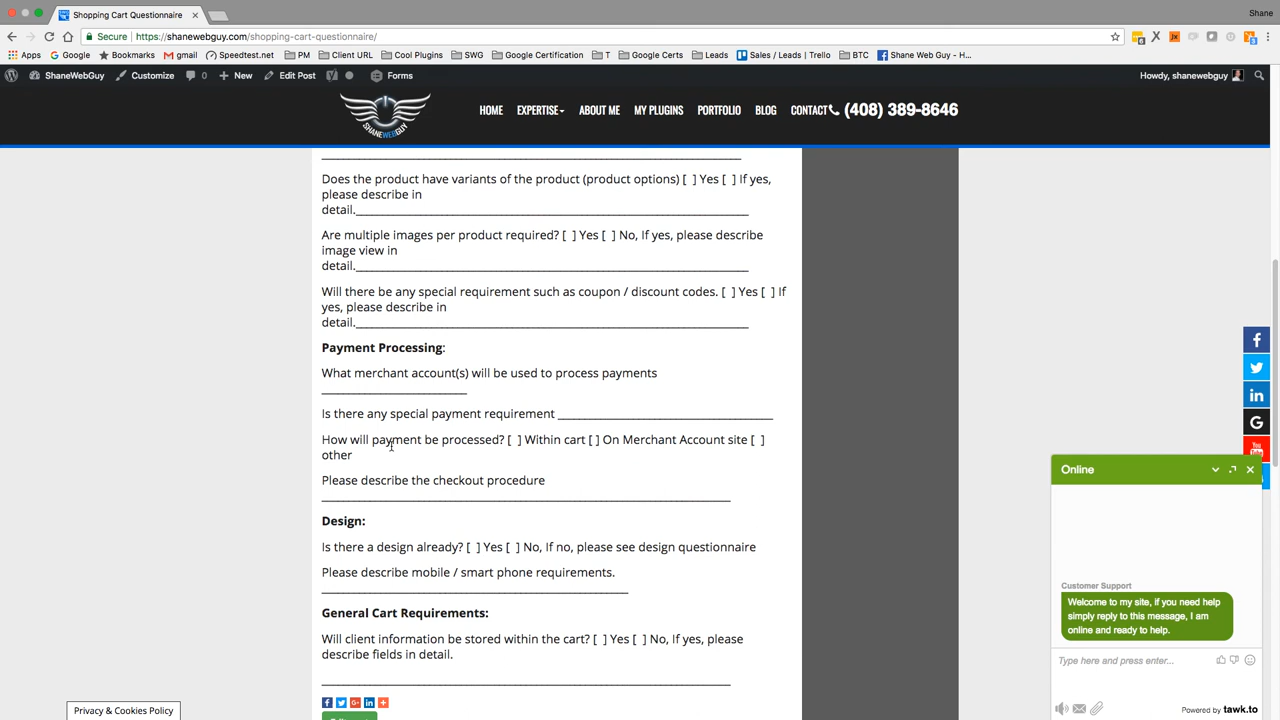 Shopping Cart Questionnaire
Shane
Secure https://shanewebguy.com/shopping-cart-questionnaire/
Apps Google Bookmarks gmail Speedtest.net PM Client URL Cool Plugins SWG Google Certification T Google Certs Leads Sales / Leads | Trello BTC Shane Web Guy - H...
ShaneWebGuy Customize 0 New Edit Post Forms Howdy, shanewebguy
SHANEWEBGUY
HOME EXPERTISE ABOUT ME MY PLUGINS PORTFOLIO BLOG CONTACT (408) 389-8646
Does the product have variants of the product (product options) [ ] Yes [ ] If yes,
please describe in
detail.
Are multiple images per product required? [ ] Yes [ ] No, If yes, please describe
image view in
detail.
Will there be any special requirement such as coupon / discount codes. [ ] Yes [ ] If
yes, please describe in
detail.
Payment Processing:
What merchant account(s) will be used to process payments
Is there any special payment requirement
How will payment be processed? [ ] Within cart [ ] On Merchant Account site [ ]
other
Please describe the checkout procedure
Design:
Is there a design already? [ ] Yes [ ] No, If no, please see design questionnaire
Please describe mobile / smart phone requirements.
General Cart Requirements:
Will client information be stored within the cart? [ ] Yes [ ] No, If yes, please
describe fields in detail.
Online
Customer Support
Welcome to my site, if you need help
simply reply to this message, I am
online and ready to help.
Type here and press enter...
Powered by tawk.to
Privacy & Cookies Policy